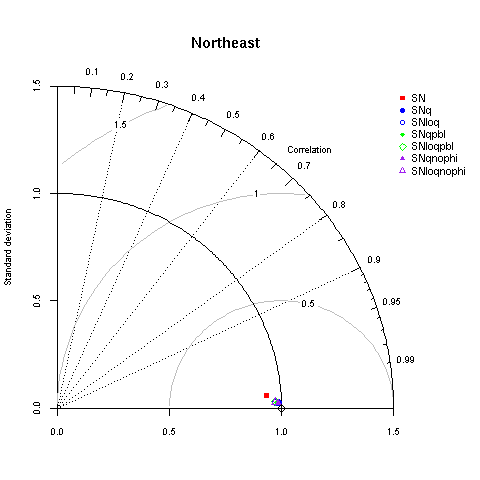 Northeast
1.5
1.0
0.5
0.0
Standard deviation
0.0
0.5
1.0
1.5
0.1
0.2
0.3
0.4
0.5
0.6
Correlation
0.7
0.8
0.9
0.95
0.99
1.5
1
0.5
SN
SNq
SNloq
SNqpbl
SNloqpbl
SNqnophi
SNloqnophi